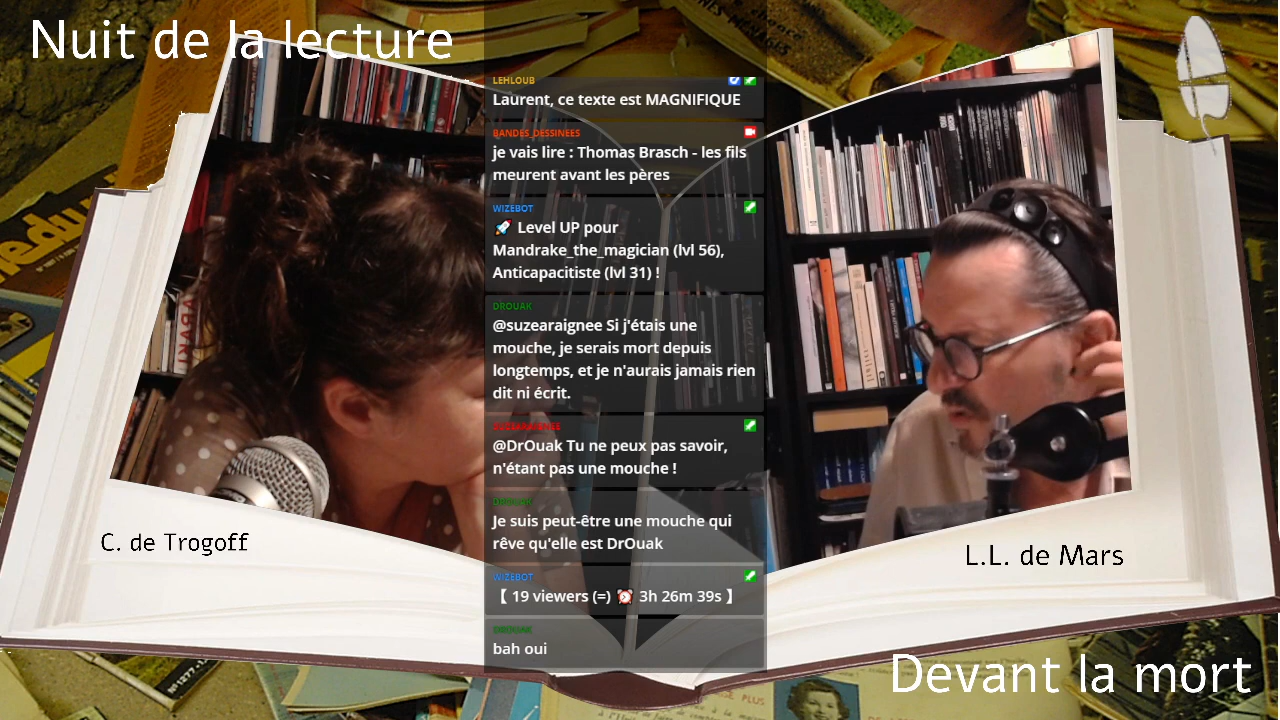 Nuit de la lecture
LEHLOUB
Laurent, ce texte est MAGNIFIQUE
BANDES_DESSINEES
je vais lire : Thomas Brasch - les fils
meurent avant les pères
WIZEBOT
🚀 Level UP pour
Mandrake_the_magician (lvl 56),
Anticapacitiste (lvl 31) !
DROUAK
@suzearaignee Si j'étais une
mouche, je serais mort depuis
longtemps, et je n'aurais jamais rien
dit ni écrit.
SUZEARAIGNEE
@DrOuak Tu ne peux pas savoir,
n'étant pas une mouche !
DROUAK
Je suis peut-être une mouche qui
rêve qu'elle est DrOuak
WIZEBOT
【 19 viewers (=) ⏰ 3h 26m 39s 】
DROUAK
bah oui
C. de Trogoff
L.L. de Mars
Devant la mort